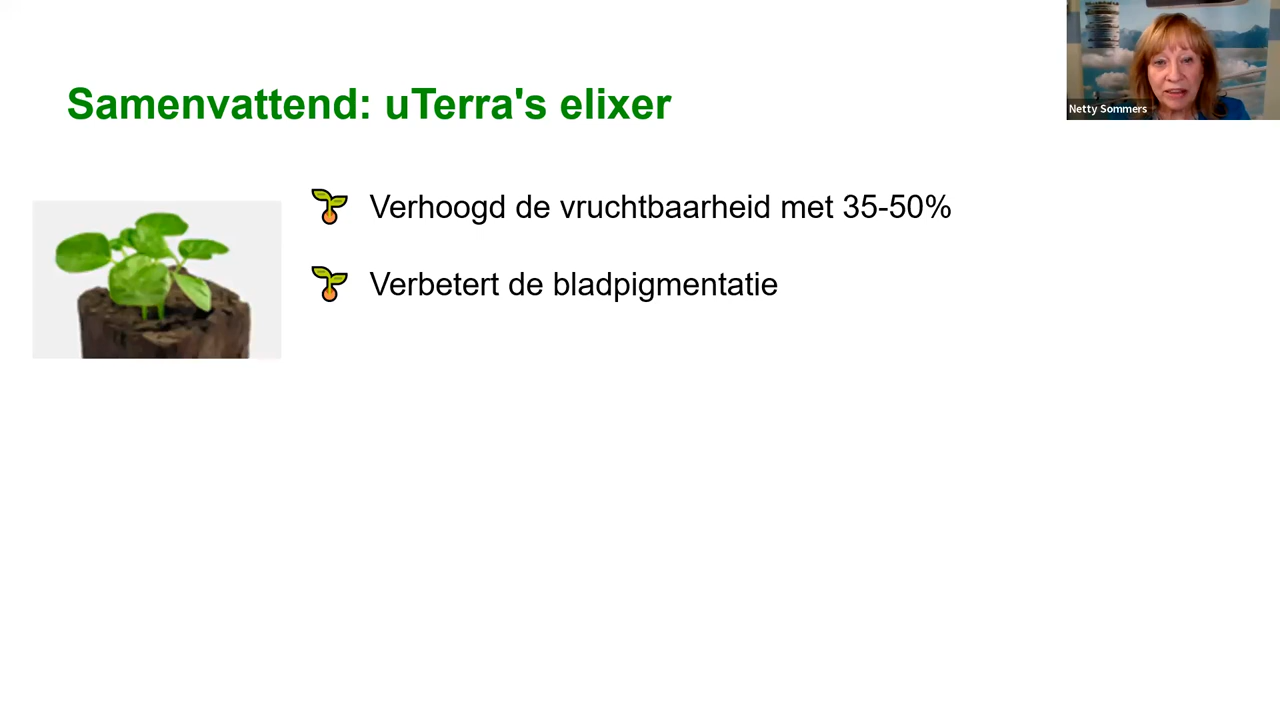 Samenvattend: uTerra's elixer
Netty Sommers
Verhoogd de vruchtbaarheid met 35-50%
Verbetert de bladpigmentatie